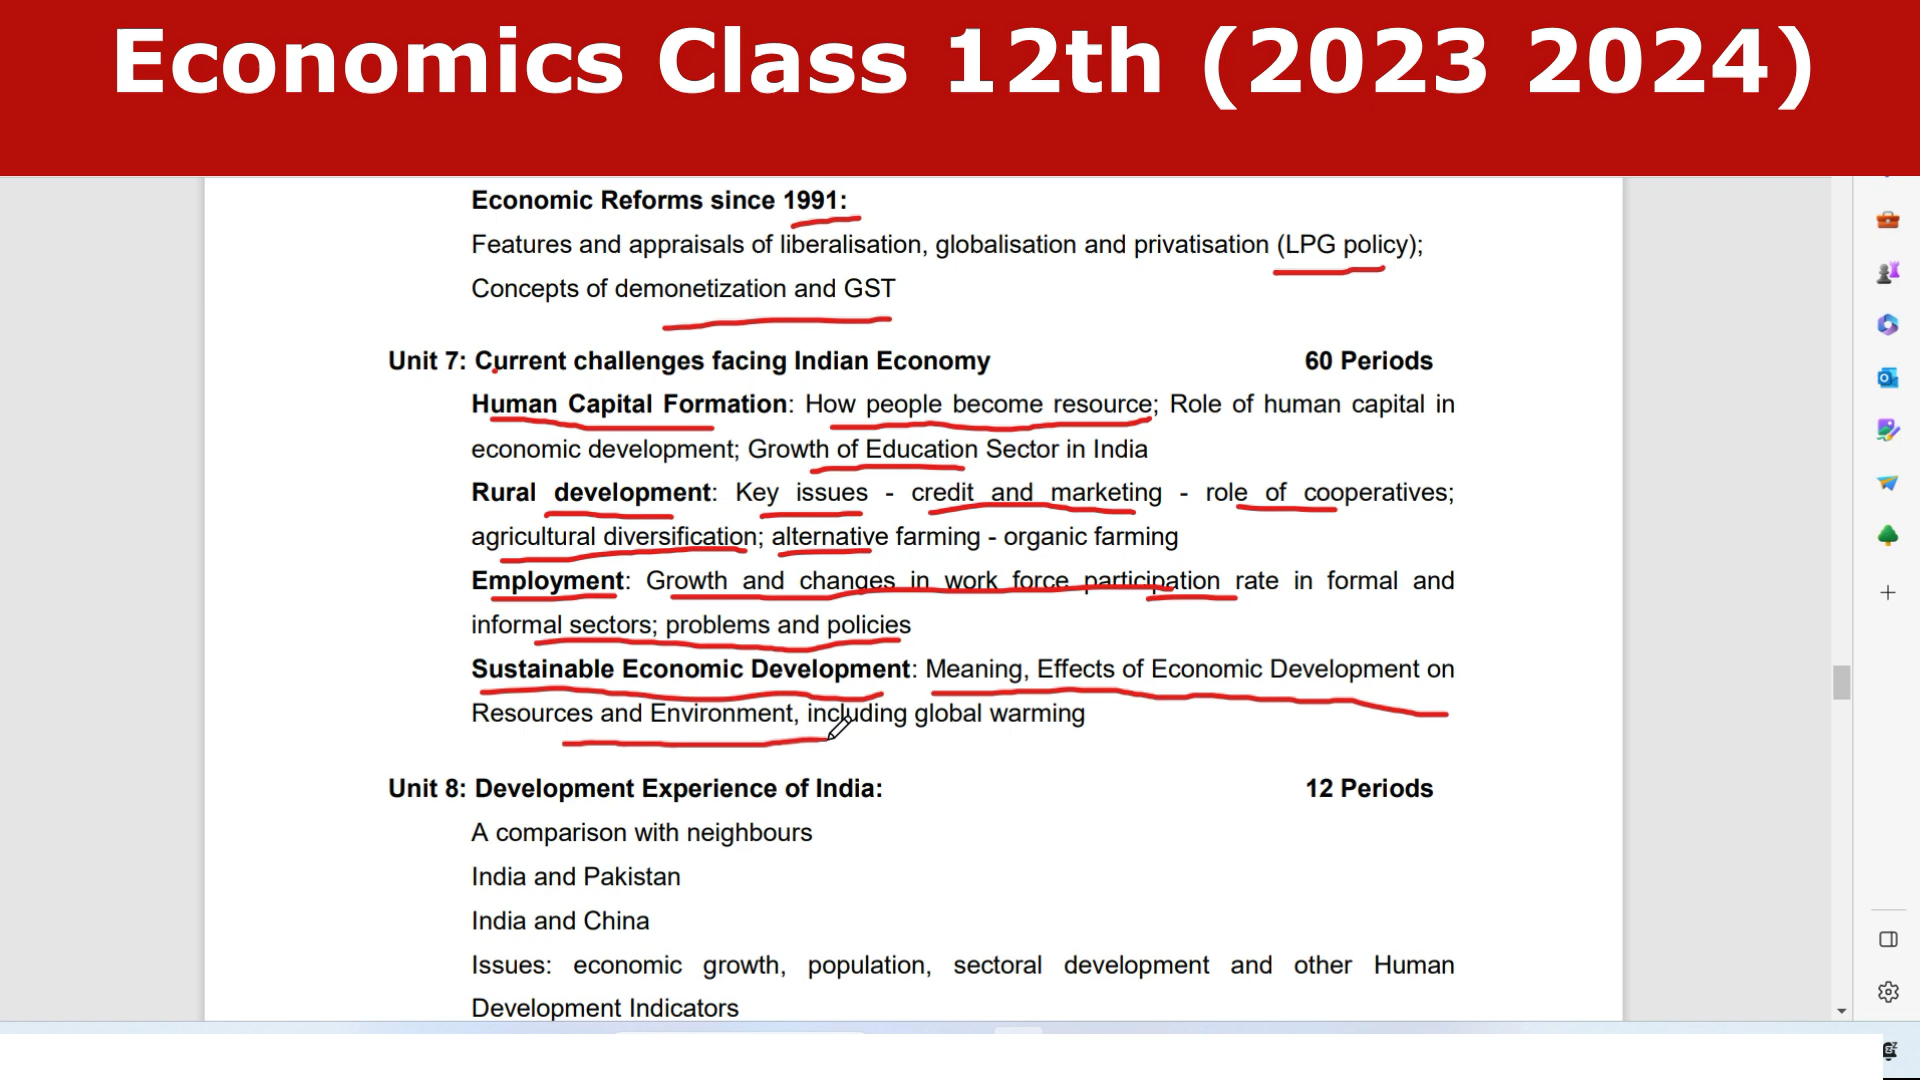 Economics Class 12th (2023 2024)
Economic Reforms since 1991:
Features and appraisals of liberalisation, globalisation and privatisation (LPG policy);
Concepts of demonetization and GST
Unit 7: Current challenges facing Indian Economy 60 Periods
Human Capital Formation: How people become resource; Role of human capital in
economic development; Growth of Education Sector in India
Rural development: Key issues - credit and marketing - role of cooperatives;
agricultural diversification; alternative farming - organic farming
Employment: Growth and changes in work force participation rate in formal and
informal sectors; problems and policies
Sustainable Economic Development: Meaning, Effects of Economic Development on
Resources and Environment, including global warming
Unit 8: Development Experience of India: 12 Periods
A comparison with neighbours
India and Pakistan
India and China
Issues: economic growth, population, sectoral development and other Human
Development Indicators